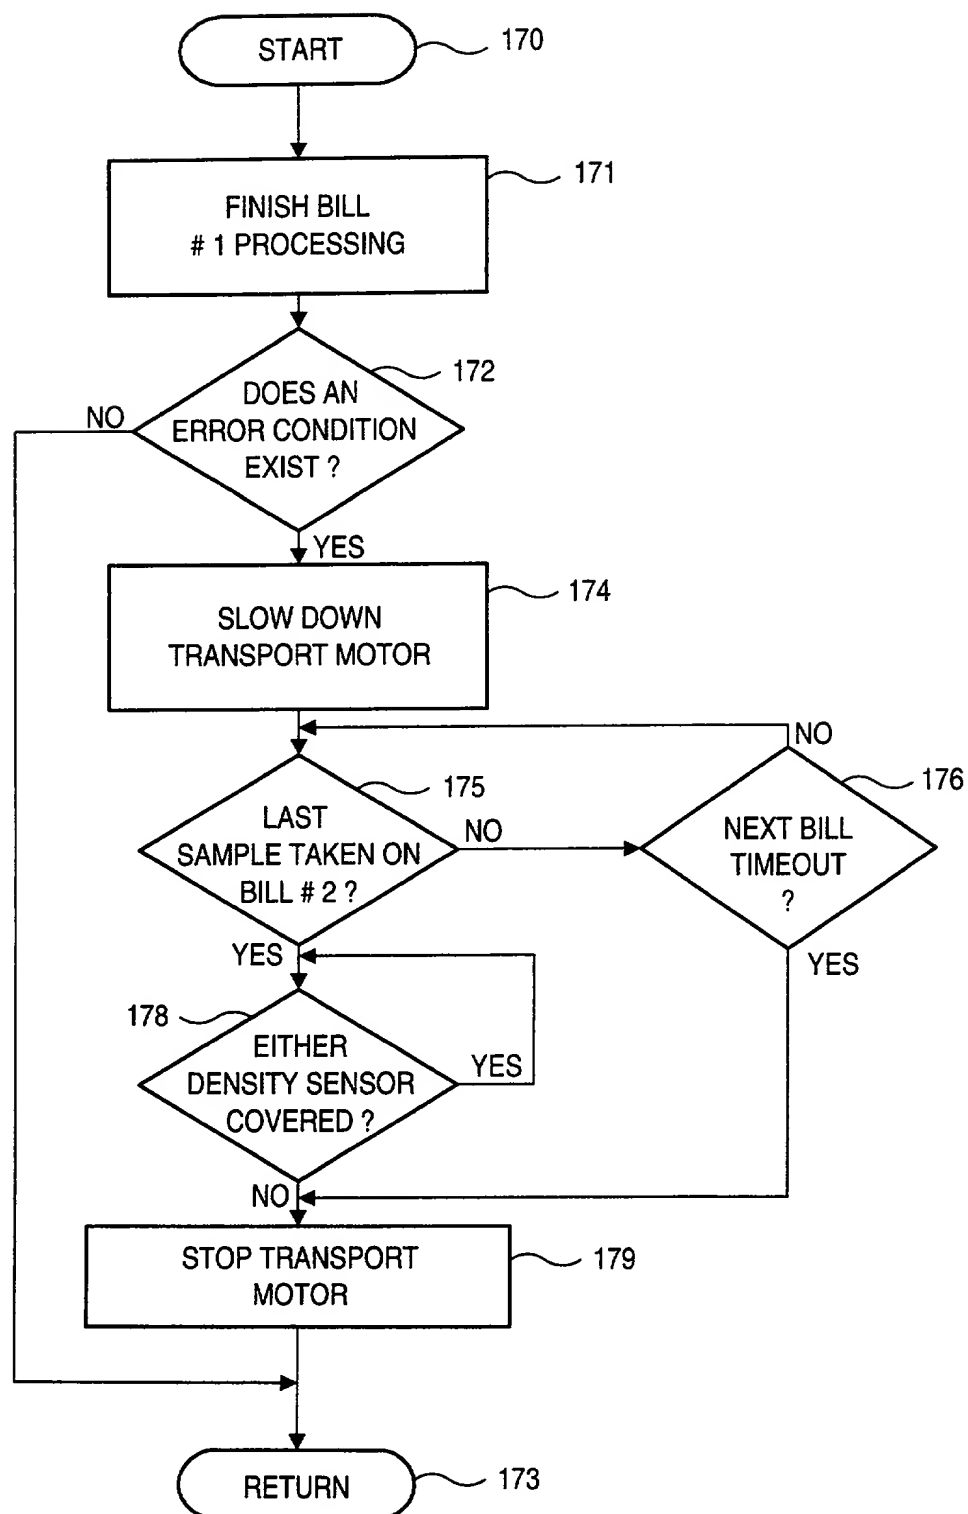 START
170
171
FINISH BILL
# 1 PROCESSING
172
DOES AN
ERROR CONDITION
EXIST ?
NO
YES
174
SLOW DOWN
TRANSPORT MOTOR
NO
175
176
LAST
SAMPLE TAKEN ON
BILL # 2 ?
NO
NEXT BILL
TIMEOUT
?
YES
YES
178
EITHER
DENSITY SENSOR
COVERED ?
YES
NO
STOP TRANSPORT
MOTOR
179
RETURN
173